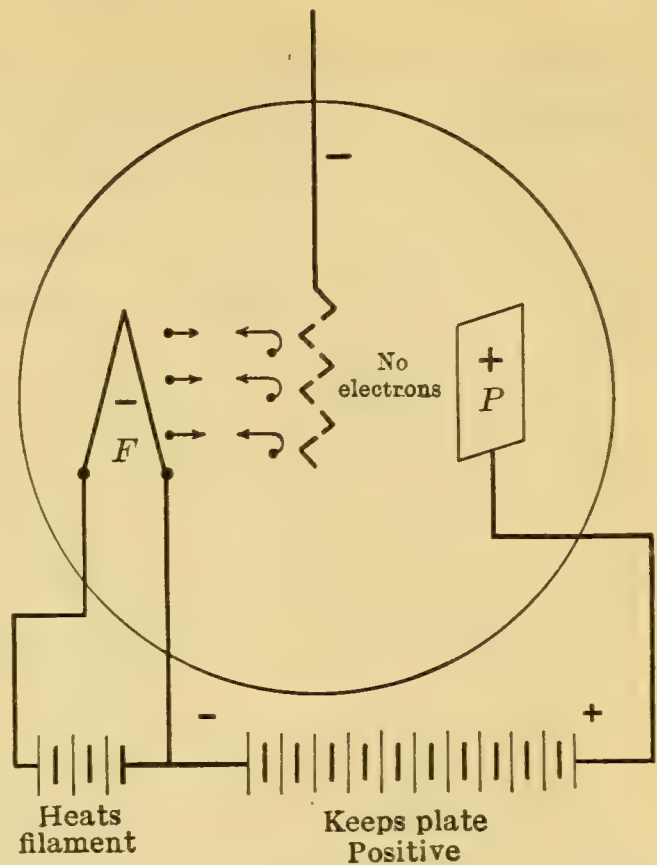 −
No
electrons
+
P
−
F
−
+
Heats
filament
Keeps plate
Positive